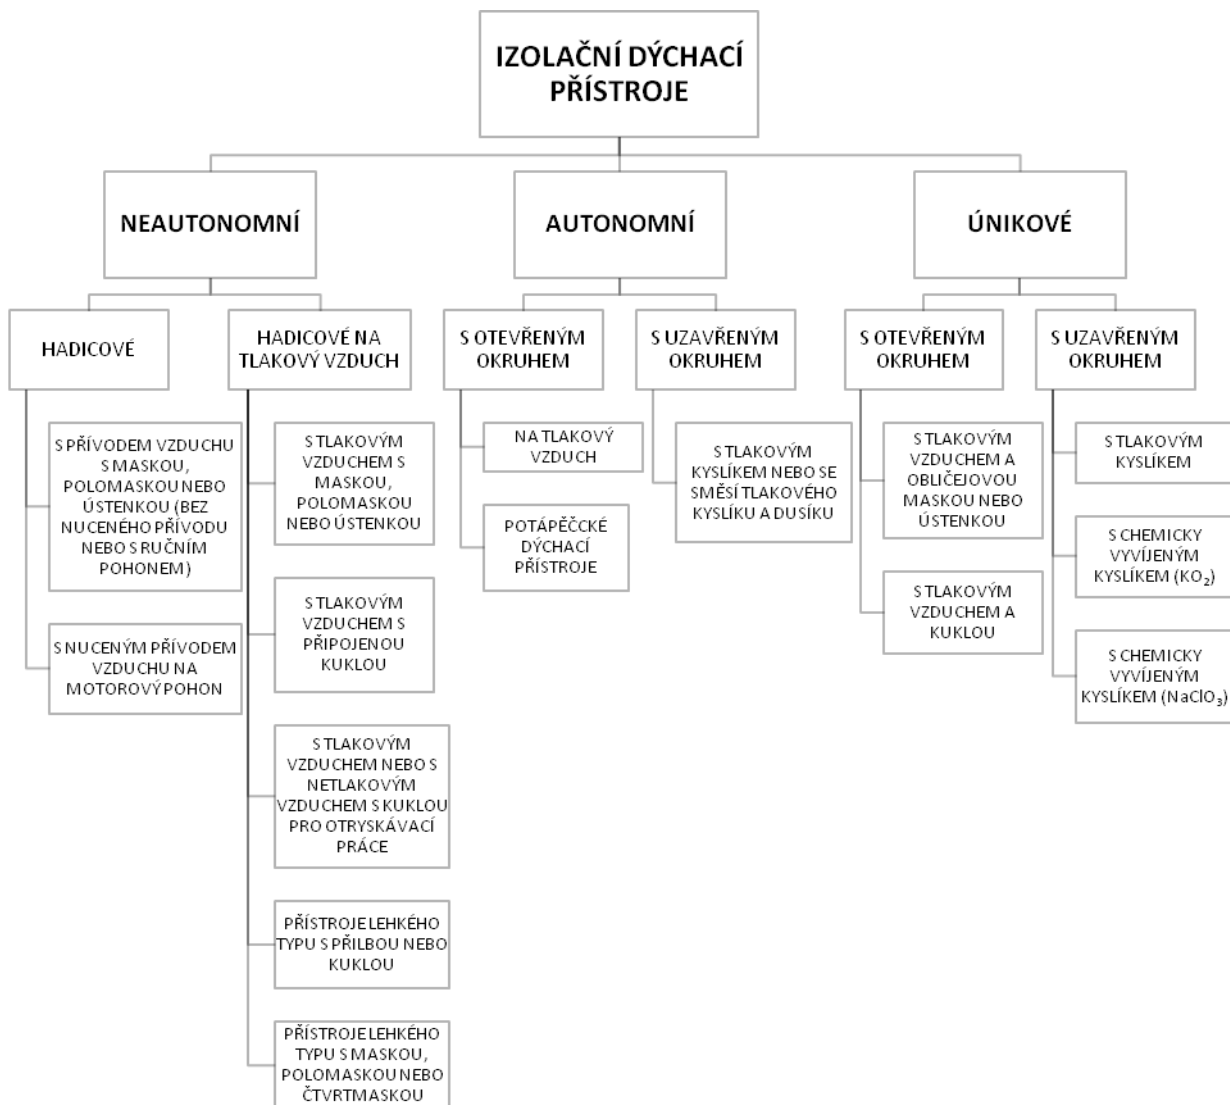 IZOLAČNÍ DÝCHACÍ
PŘÍSTROJE
NEAUTONOMNÍ
AUTONOMNÍ
ÚNIKOVÉ
HADICOVÉ
HADICOVÉ NA
TLAKOVÝ VZDUCH
S OTEVŘENÝM
OKRUHEM
S UZAVŘENÝM
OKRUHEM
S OTEVŘENÝM
OKRUHEM
S UZAVŘENÝM
OKRUHEM
S PŘÍVODEM VZDUCHU
S MASKOU,
POLOMASKOU NEBO
ÚSTENKOU (BEZ
NUCENÉHO PŘÍVODU
NEBO S RUČNÍM
POHONEM)
S NUCENÝM PŘÍVODEM
VZDUCHU NA
MOTOROVÝ POHON
S TLAKOVÝM
VZDUCHEM S
MASKOU,
POLOMASKOU
NEBO ÚSTENKOU
S TLAKOVÝM
VZDUCHEM S
PŘIPOJENOU
KUKLOU
S TLAKOVÝM
VZDUCHEM NEBO S
NETLAKOVÝM
VZDUCHEM S KUKLOU
PRO OTRYSKÁVACÍ
PRÁCE
PŘÍSTROJE LEHKÉHO
TYPU S PŘILBOU NEBO
KUKLOU
PŘÍSTROJE LEHKÉHO
TYPU S MASKOU,
POLOMASKOU NEBO
ČTVRTMASKOU
NA TLAKOVÝ
VZDUCH
POTÁPĚČCKÉ
DÝCHACÍ
PŘÍSTROJE
S TLAKOVÝM
KYSLÍKEM NEBO SE
SMĚSÍ TLAKOVÉHO
KYSLÍKU A DUSÍKU
S TLAKOVÝM
VZDUCHEM A
OBLIČEJOVOU
MASKOU NEBO
ÚSTENKOU
S TLAKOVÝM
VZDUCHEM A
KUKLOU
S TLAKOVÝM
KYSLÍKEM
S CHEMICKY
VYVÍJENÝM
KYSLÍKEM (KO₂)
S CHEMICKY
VYVÍJENÝM
KYSLÍKEM (NaClO₃)